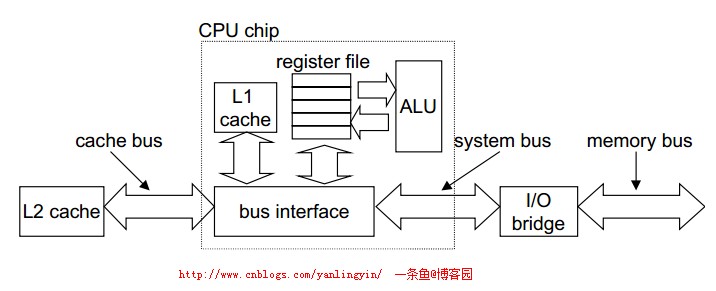 CPU chip
register file
L1
cache
ALU
cache bus
system bus
memory bus
L2 cache
bus interface
I/O
bridge
http://www.cnblogs.com/yanlingyin/ 一条鱼@博客园